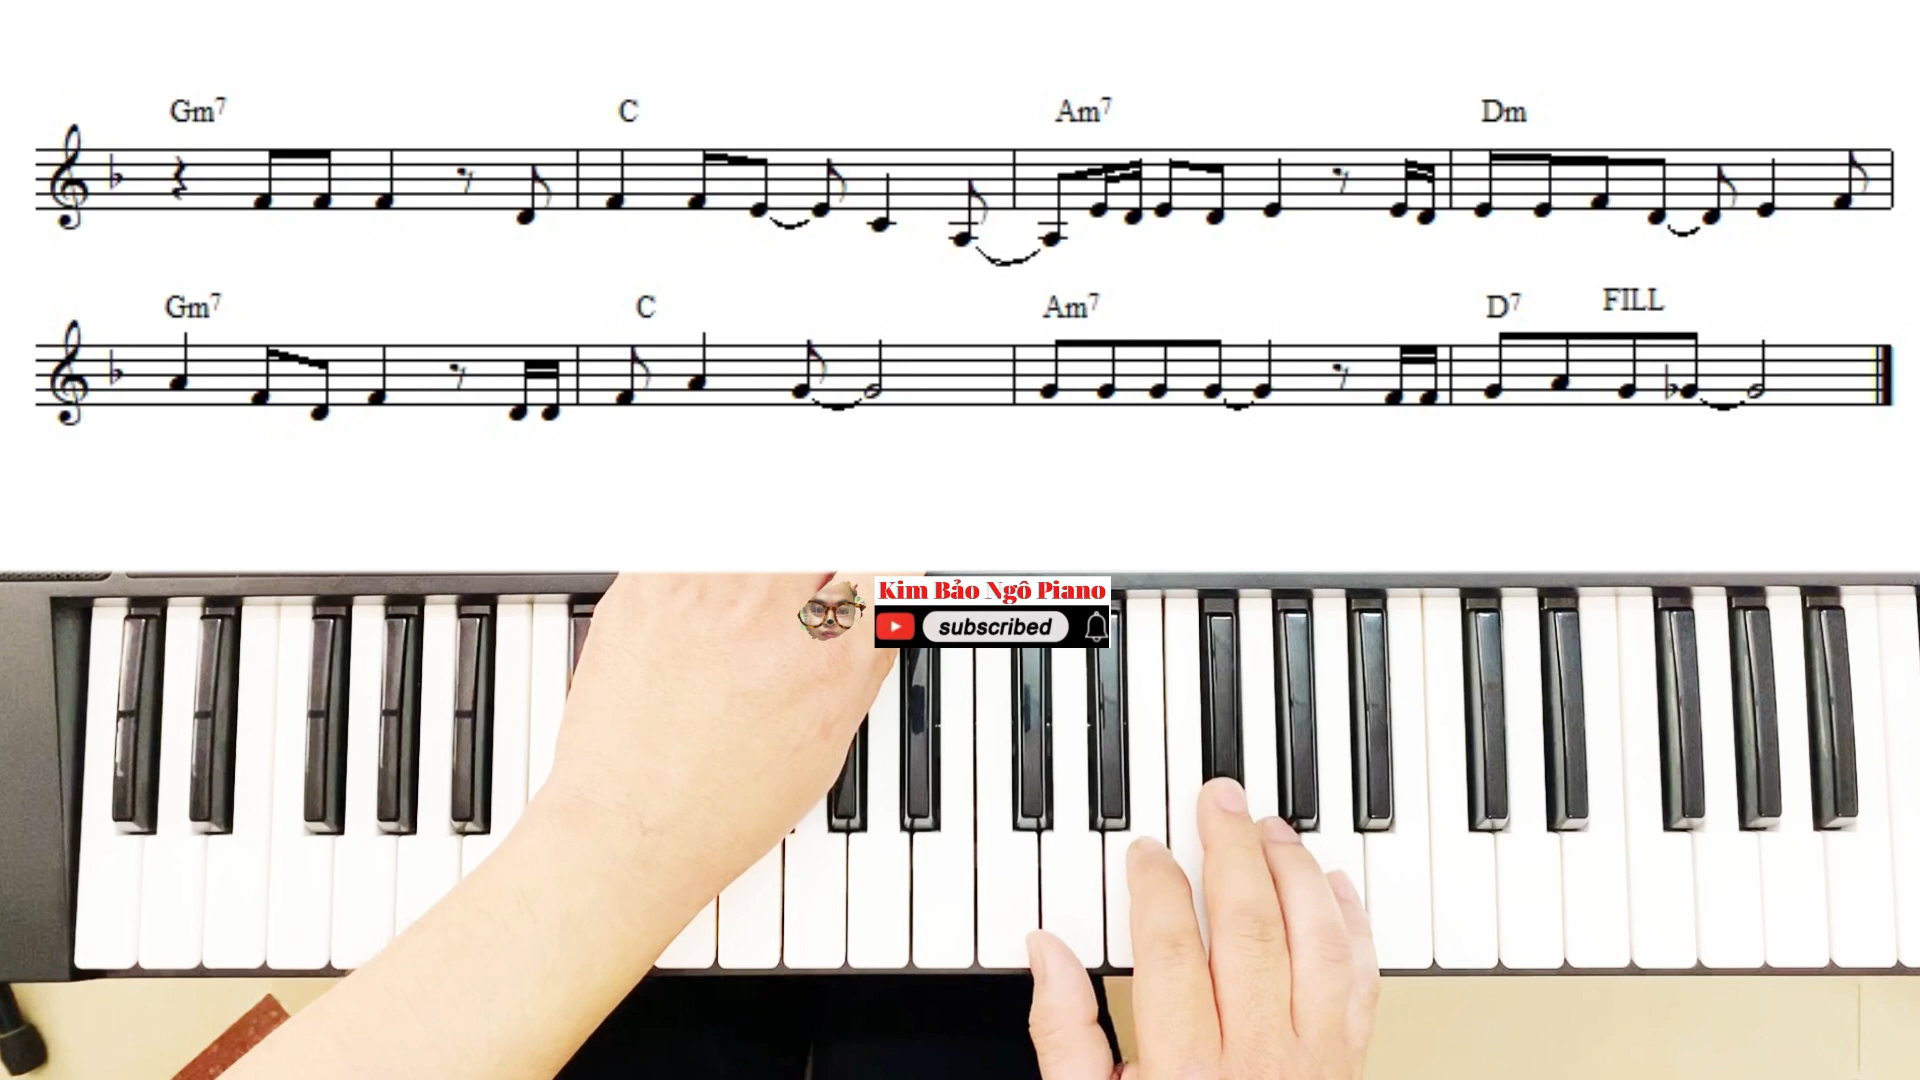 Gm7 C Am7 Dm
Gm7 C Am7 D7 FILL
Kim Bảo Ngô Piano
subscribed